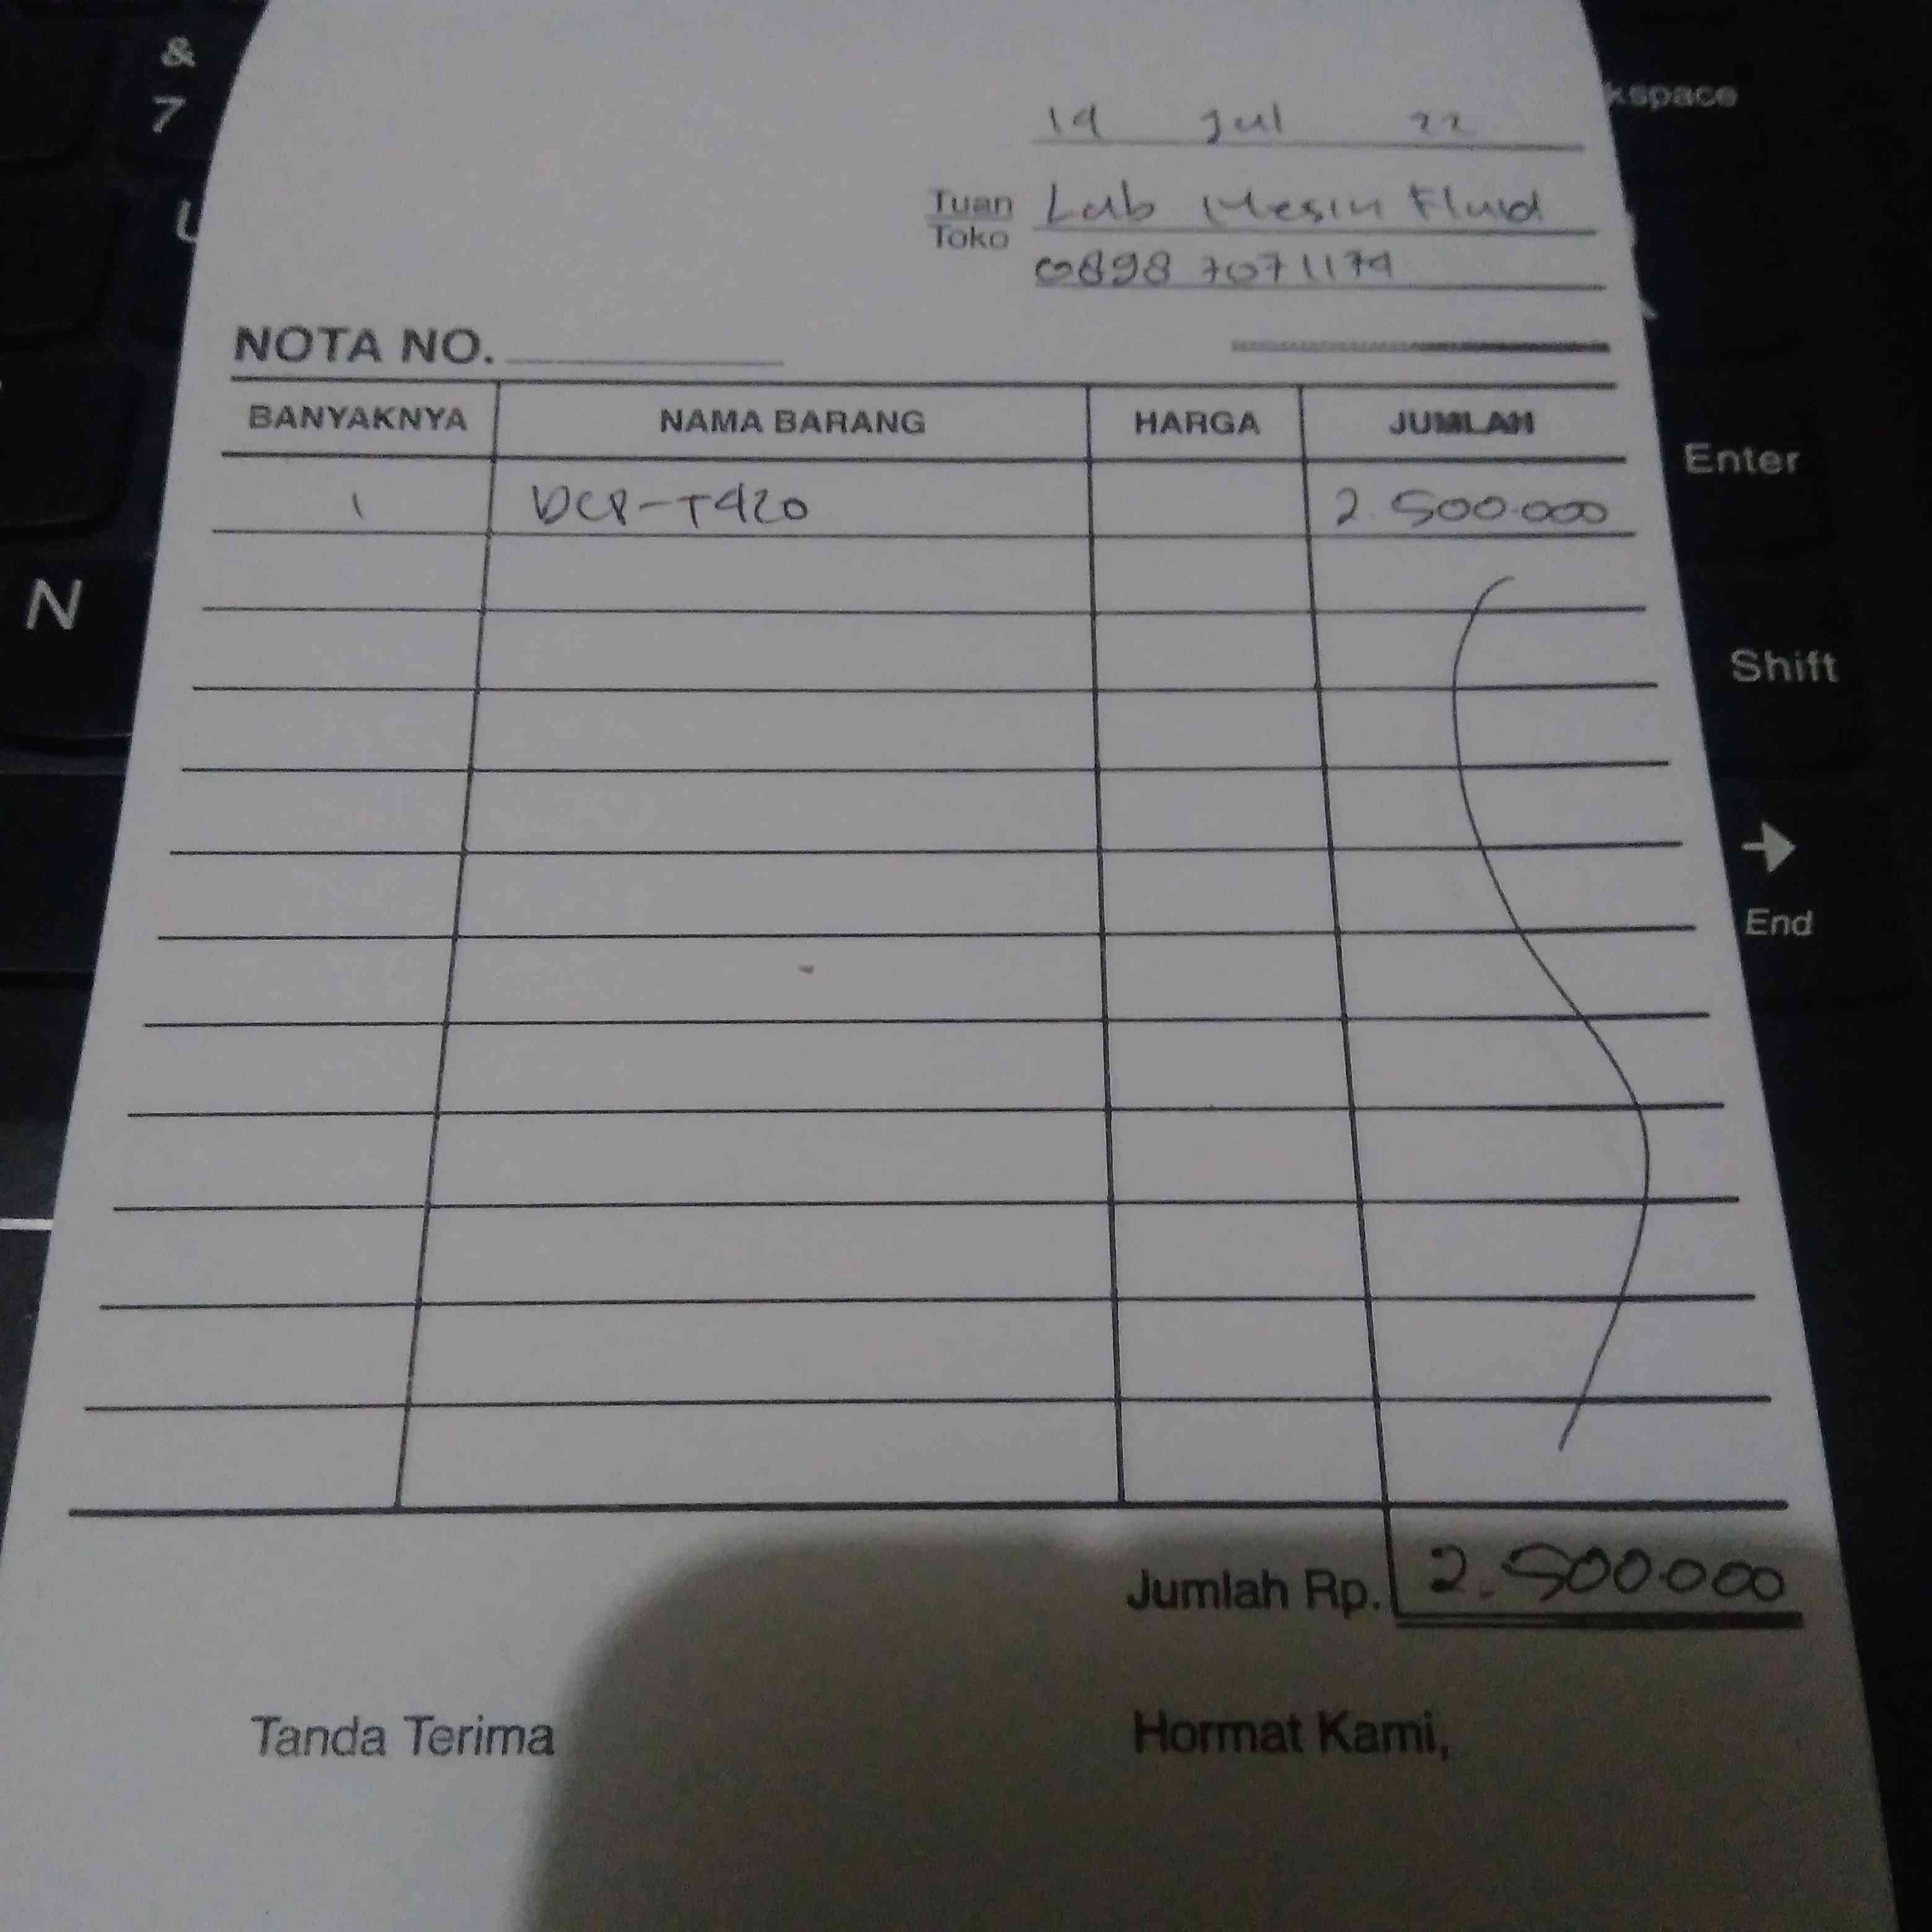 &
7
U
N
kspace
Enter
Shift
End
14 Jul 22
Tuan Lab Mesin Fluid
Toko
0898 7071174
NOTA NO.
BANYAKNYA NAMA BARANG HARGA JUMLAH
1 DCP-T420 2.500.000
Jumlah Rp. 2.500.000
Tanda Terima Hormat Kami,